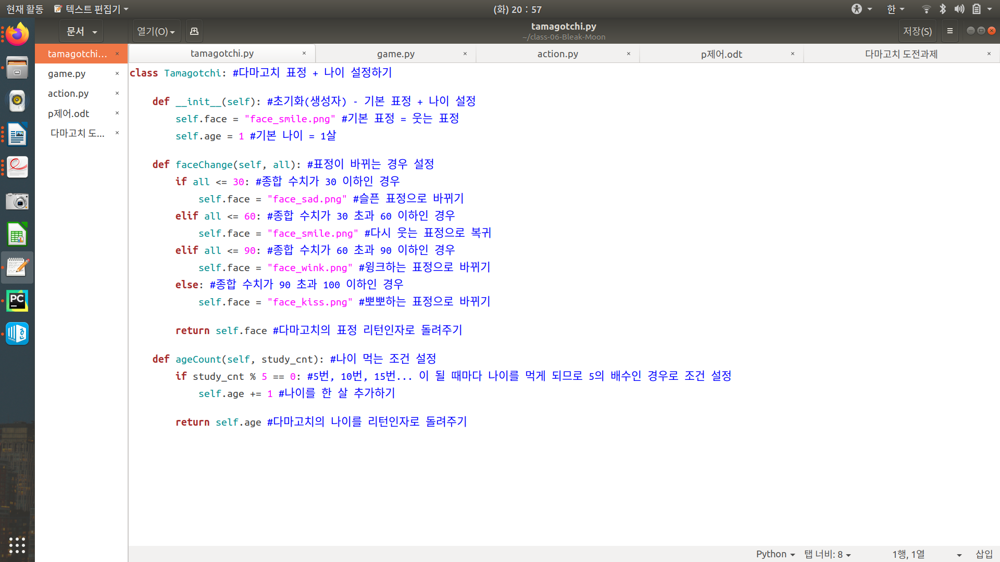 현재 활동 텍스트 편집기 (화) 20 : 57 한
문서 열기(O) tamagotchi.py 저장(S)
~/class-06-Bleak-Moon
tamagotchi... tamagotchi.py game.py action.py p제어.odt 다마고치 도전과제
game.py
action.py
p제어.odt
다마고치 도...
class Tamagotchi: #다마고치 표정 + 나이 설정하기
def __init__(self): #초기화(생성자) - 기본 표정 + 나이 설정
self.face = "face_smile.png" #기본 표정 = 웃는 표정
self.age = 1 #기본 나이 = 1살
def faceChange(self, all): #표정이 바뀌는 경우 설정
if all <= 30: #종합 수치가 30 이하인 경우
self.face = "face_sad.png" #슬픈 표정으로 바꾸기
elif all <= 60: #종합 수치가 30 초과 60 이하인 경우
self.face = "face_smile.png" #다시 웃는 표정으로 복귀
elif all <= 90: #종합 수치가 60 초과 90 이하인 경우
self.face = "face_wink.png" #윙크하는 표정으로 바뀌기
else: #종합 수치가 90 초과 100 이하인 경우
self.face = "face_kiss.png" #뽀뽀하는 표정으로 바뀌기
return self.face #다마고치의 표정 리턴인자로 돌려주기
def ageCount(self, study_cnt): #나이 먹는 조건 설정
if study_cnt % 5 == 0: #5번, 10번, 15번... 이 될 때마다 나이를 먹게 되므로 5의 배수인 경우로 조건 설정
self.age += 1 #나이를 한 살 추가하기
return self.age #다마고치의 나이를 리턴인자로 돌려주기
PC
Python 탭 너비: 8 1행, 1열 삽입